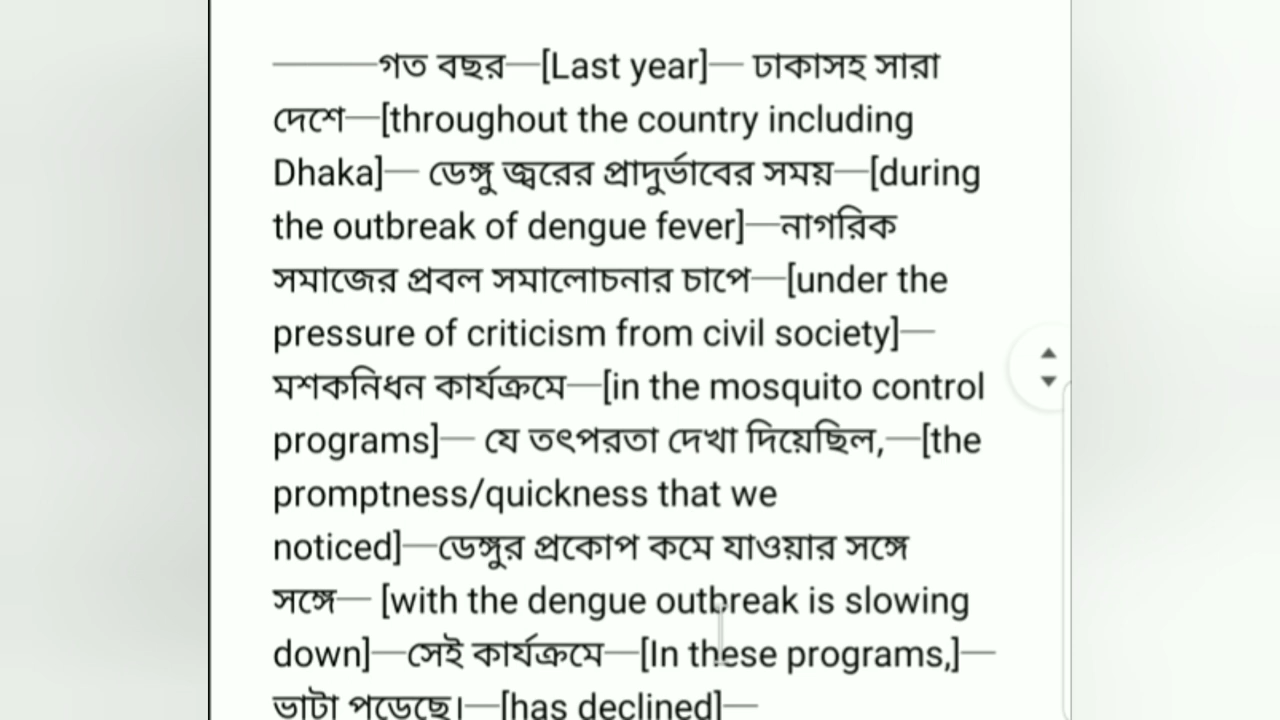 ———গত বছর—[Last year]— ঢাকাসহ সারা
দেশে—[throughout the country including
Dhaka]— ডেঙ্গু জ্বরের প্রাদুর্ভাবের সময়—[during
the outbreak of dengue fever]—নাগরিক
সমাজের প্রবল সমালোচনার চাপে—[under the
pressure of criticism from civil society]—
মশকনিধন কার্যক্রমে—[in the mosquito control
programs]— যে তৎপরতা দেখা দিয়েছিল,—[the
promptness/quickness that we
noticed]—ডেঙ্গুর প্রকোপ কমে যাওয়ার সঙ্গে
সঙ্গে— [with the dengue outbreak is slowing
down]—সেই কার্যক্রমে—[In these programs,]—
ভাটা পড়েছে।—[has declined]—